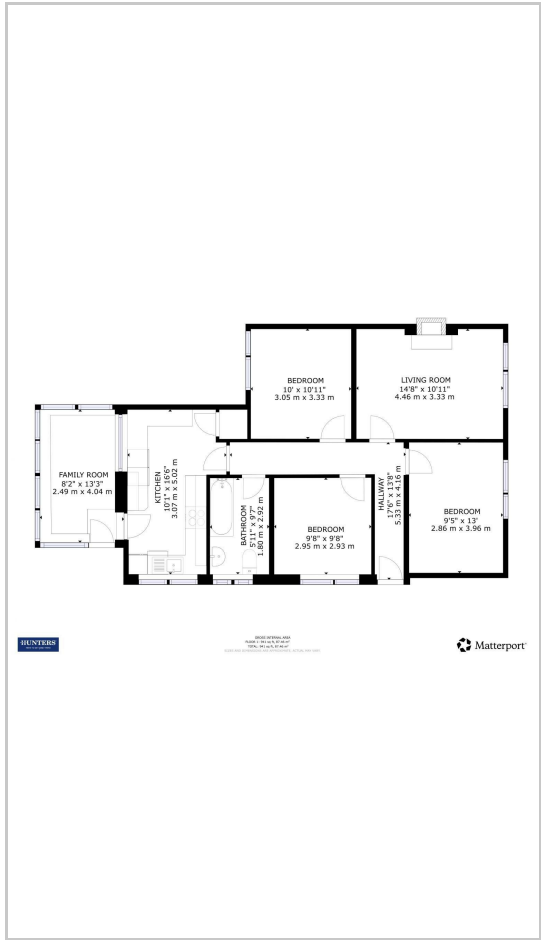 BEDROOM
10' x 10'11"
3.05 m x 3.33 m
LIVING ROOM
14'8" x 10'11"
4.46 m x 3.33 m
FAMILY ROOM
8'2" x 13'3"
2.49 m x 4.04 m
KITCHEN
10'1" x 16'6"
3.07 m x 5.02 m
BATHROOM
5'11" x 9'7"
1.80 m x 2.92 m
BEDROOM
9'8" x 9'8"
2.95 m x 2.93 m
HALLWAY
17'6" x 13'8"
5.33 m x 4.16 m
BEDROOM
9'5" x 13'
2.86 m x 3.96 m
HUNTERS
GROSS INTERNAL AREA
Matterport